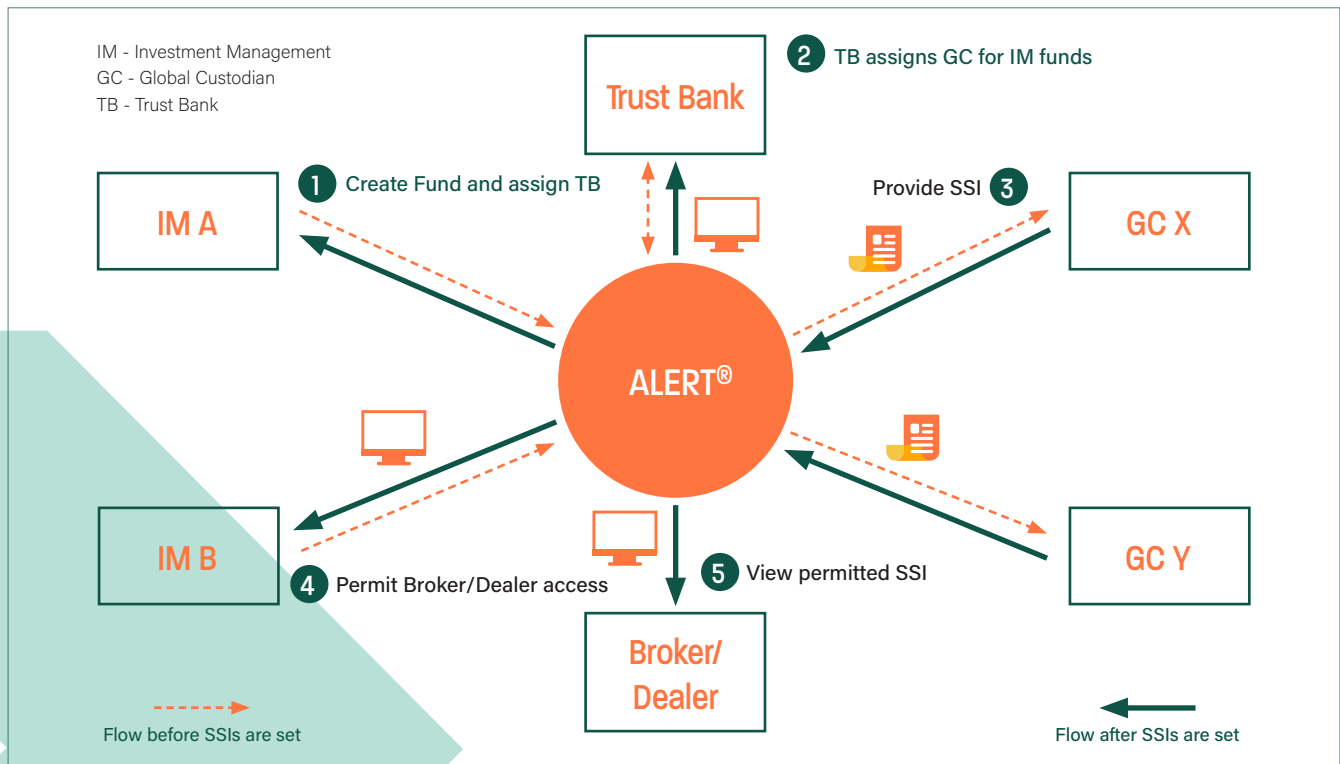 IM - Investment Management
GC - Global Custodian
TB - Trust Bank
2 TB assigns GC for IM funds
Trust Bank
1 Create Fund and assign TB
Provide SSI 3
IM A
GC X
ALERT®
IM B
GC Y
4 Permit Broker/Dealer access
5 View permitted SSI
Broker/
Dealer
Flow before SSIs are set
Flow after SSIs are set